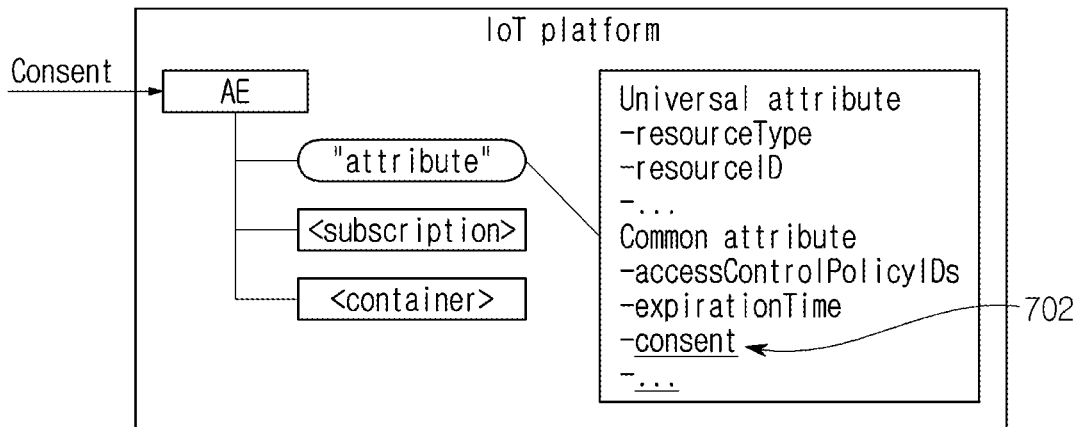 IoT platform
Consent
AE
"attribute"
<subscription>
<container>
Universal attribute
-resourceType
-resourceID
-...
Common attribute
-accessControlPolicyIDs
-expirationTime
-consent
-...
702